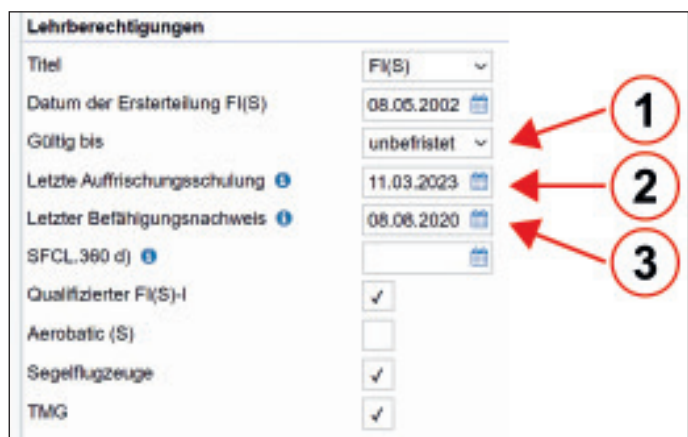 Lehrberechtigungen
Titel FI(S)
Datum der Ersterteilung FI(S) 08.05.2002
Gültig bis unbefristet 1
Letzte Auffrischungsschulung i 11.03.2023 2
Letzter Befähigungsnachweis i 08.08.2020 3
SFCL.360 d) i
Qualifizierter FI(S)-I
Aerobatic (S)
Segelflugzeuge
TMG